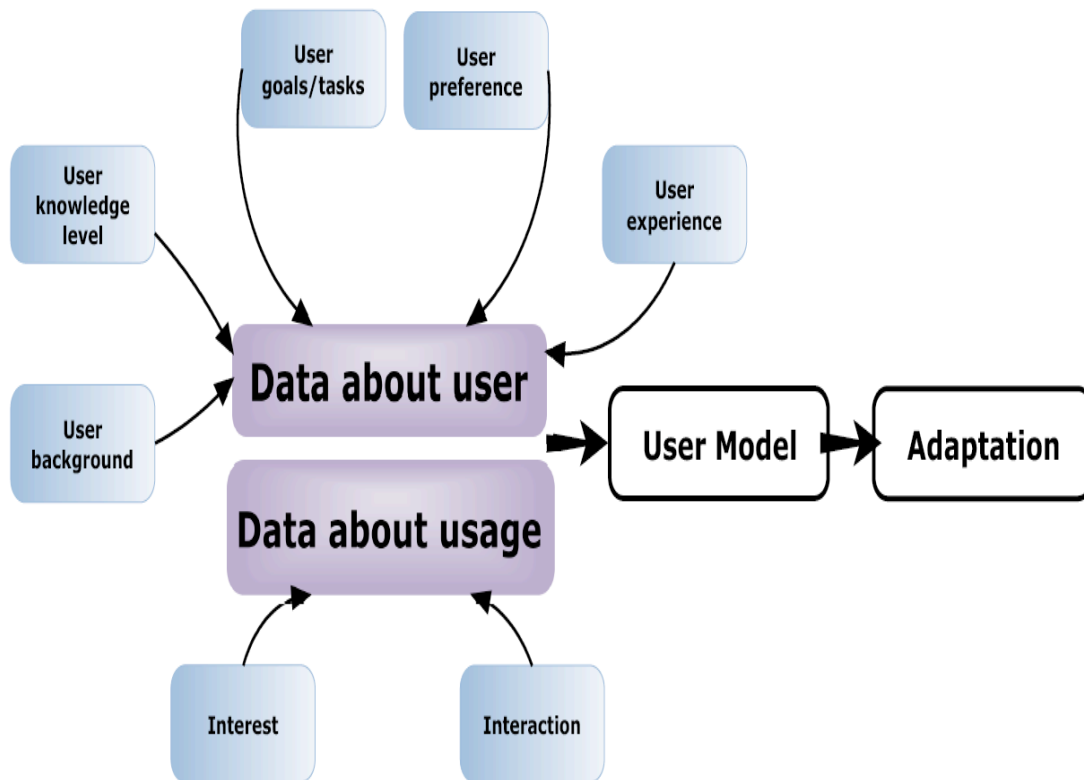 User
goals/tasks
User
preference
User
knowledge
level
User
experience
Data about user
User
background
User Model
Adaptation
Data about usage
Interest
Interaction